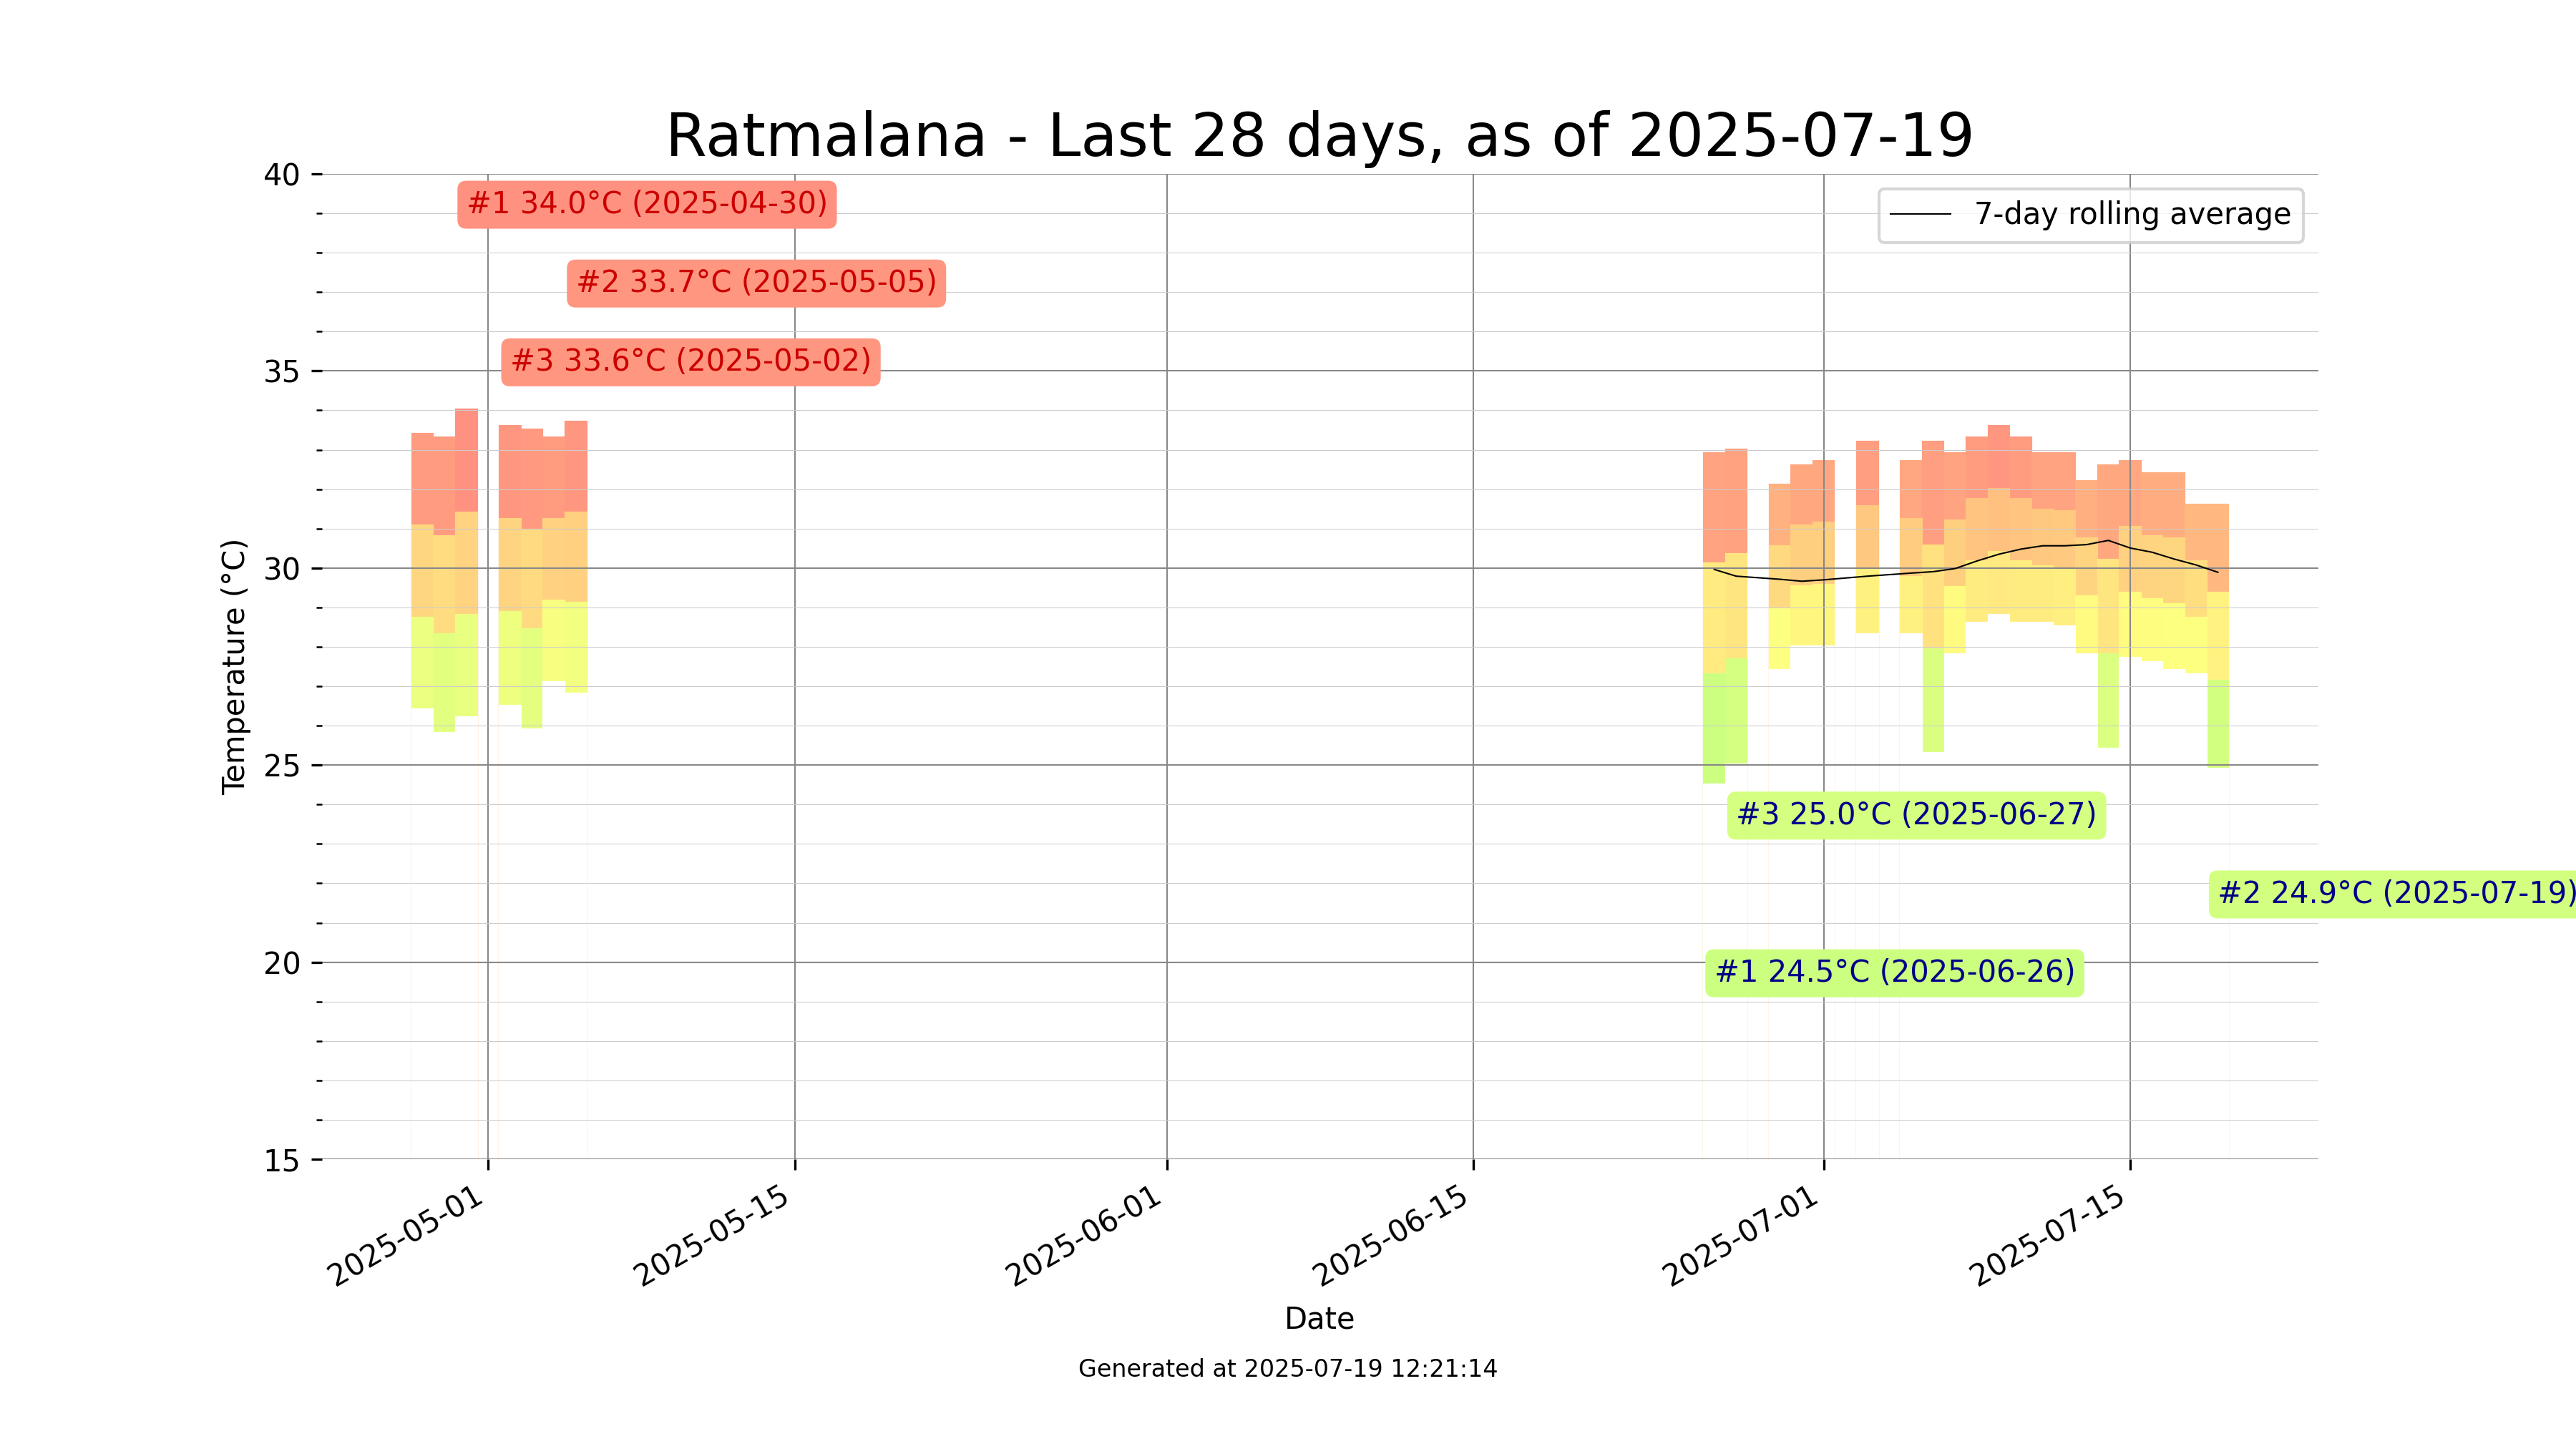 Ratmalana - Last 28 days, as of 2025-07-19
40
35
30
25
20
15
Temperature (°C)
#1 34.0°C (2025-04-30)
#2 33.7°C (2025-05-05)
#3 33.6°C (2025-05-02)
7-day rolling average
#3 25.0°C (2025-06-27)
#2 24.9°C (2025-07-19)
#1 24.5°C (2025-06-26)
2025-05-01
2025-05-15
2025-06-01
2025-06-15
2025-07-01
2025-07-15
Date
Generated at 2025-07-19 12:21:14